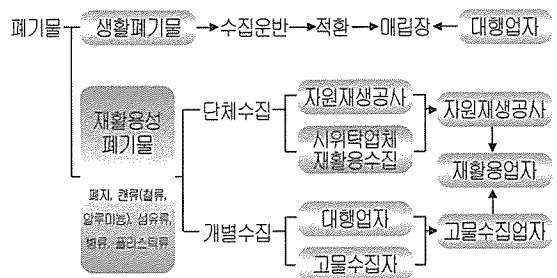 폐기물
생활폐기물
수집운반
적환
매립장
대행업자
재활용성
폐기물
폐지, 캔류(철류,
알루미늄), 섬유류,
병류, 플라스틱류
단체수집
자원재생공사
시위탁업체
재활용수집
자원재생공사
재활용업자
개별수집
대행업자
고물수집자
고물수집업자